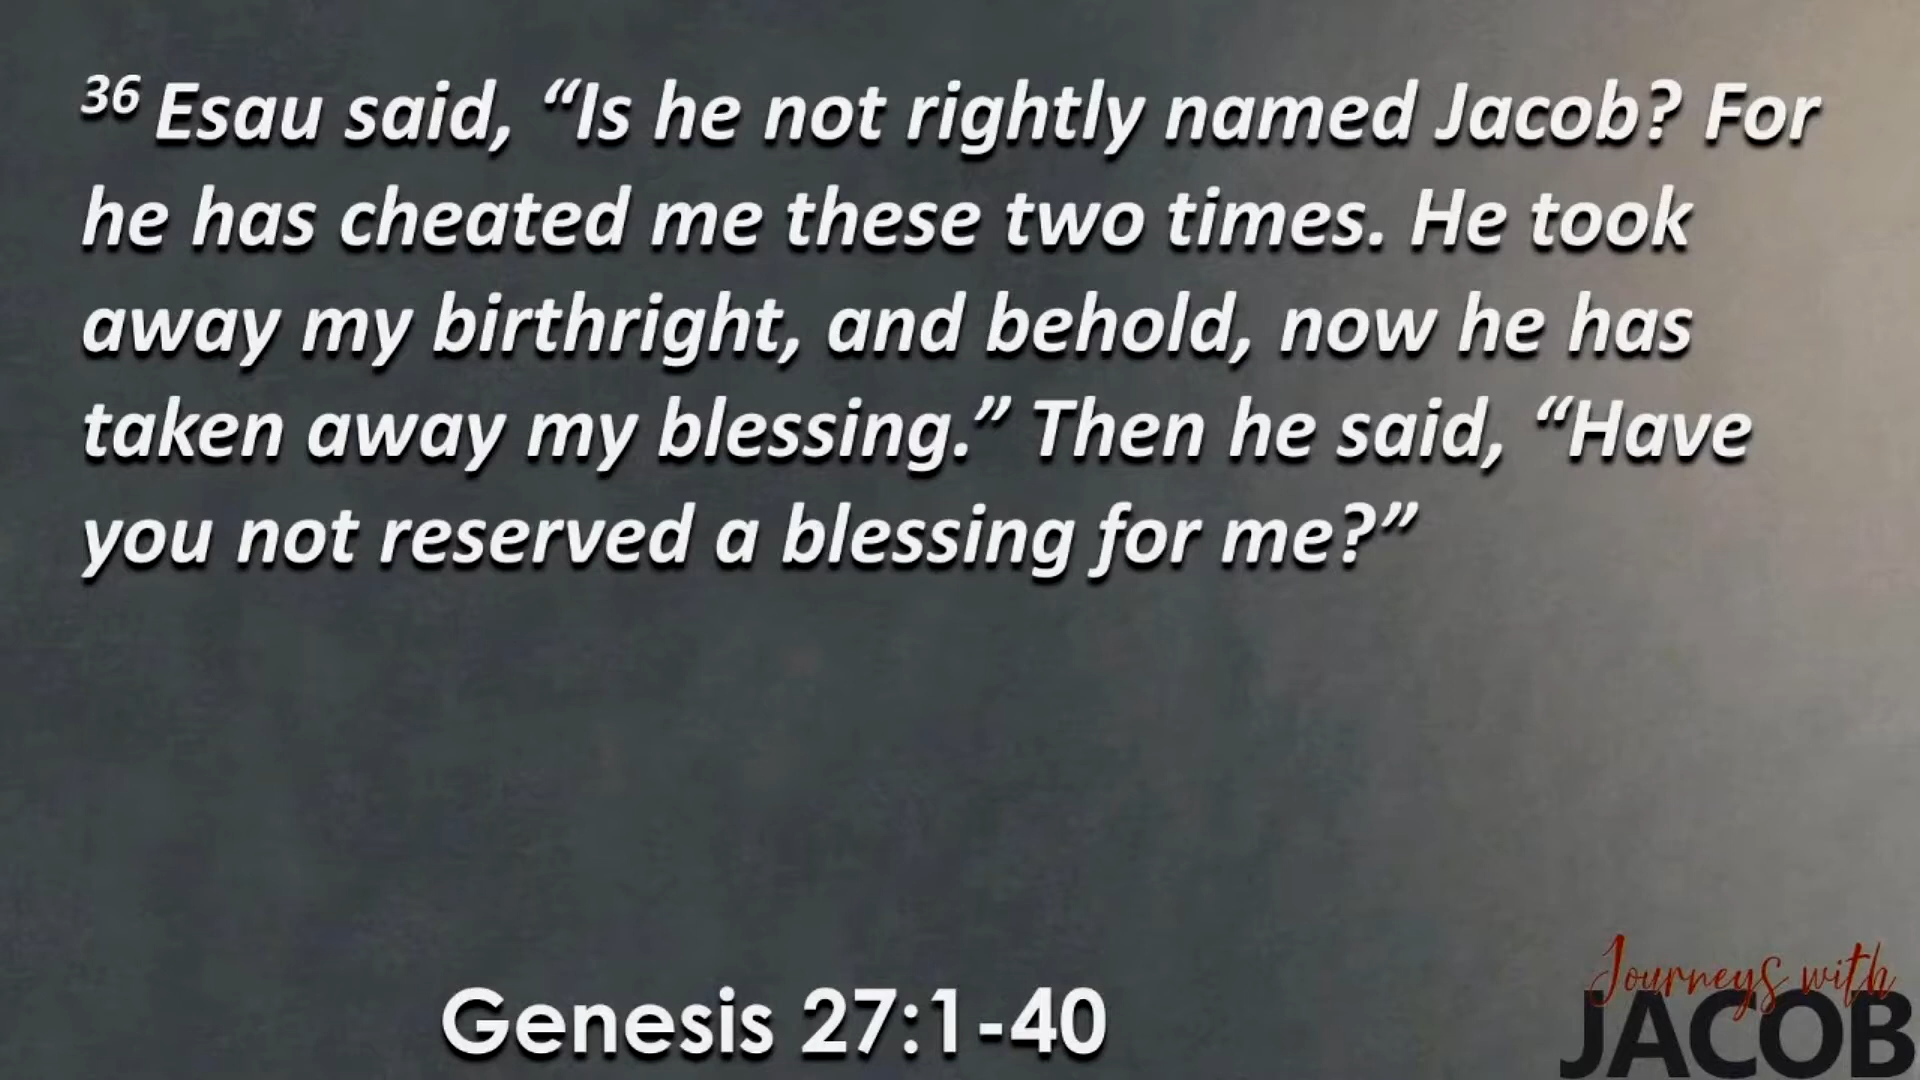 36 Esau said, “Is he not rightly named Jacob? For
he has cheated me these two times. He took
away my birthright, and behold, now he has
taken away my blessing.” Then he said, “Have
you not reserved a blessing for me?”
Genesis 27:1-40
Journeys with
JACOB